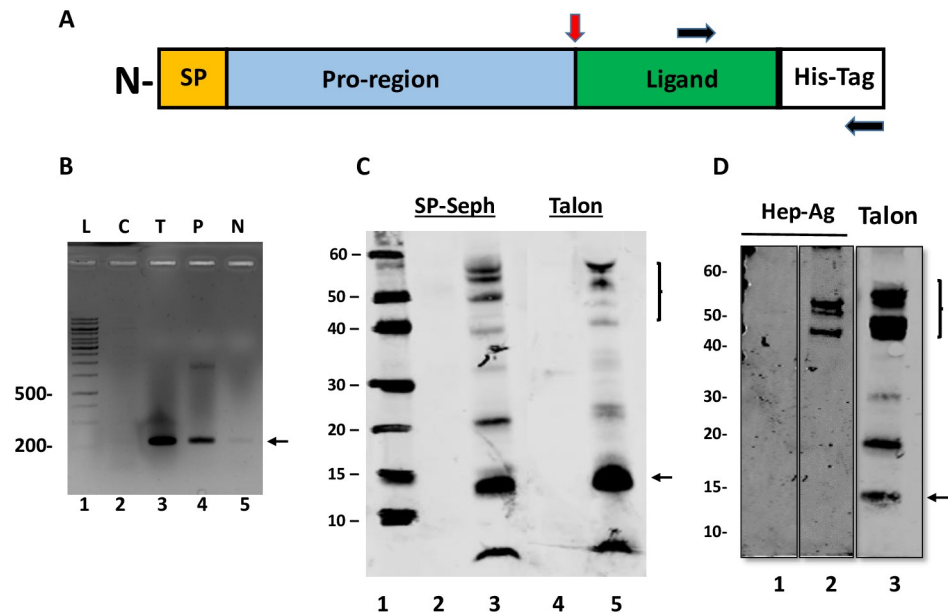 A
N-
SP
Pro-region
Ligand
His-Tag
B
L C T P N
500-
200-
1 2 3 4 5
C
SP-Seph Talon
60
50
40
30
20
15
10
1 2 3 4 5
D
Hep-Ag Talon
60-
50-
40-
30-
20-
15-
10-
1 2 3